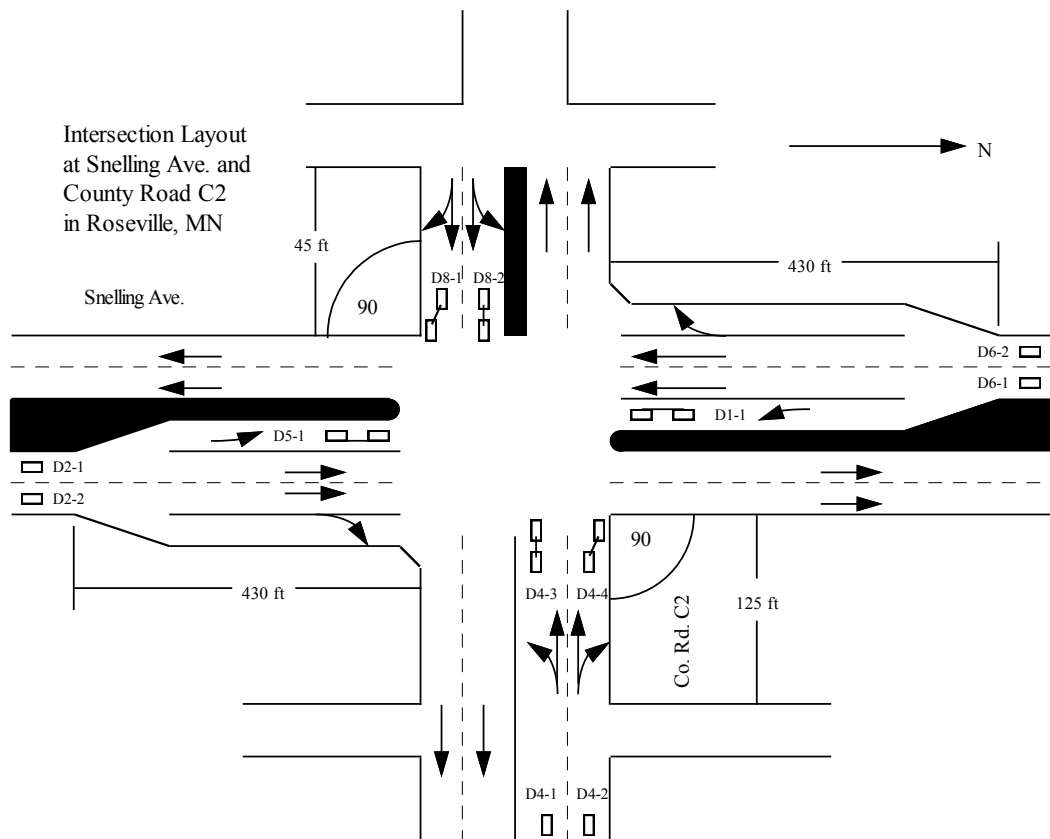 Intersection Layout
at Snelling Ave. and
County Road C2
in Roseville, MN
N
45 ft
430 ft
D8-1
D8-2
Snelling Ave.
90
D6-2
D6-1
D1-1
D5-1
D2-1
D2-2
90
D4-3
D4-4
430 ft
125 ft
Co. Rd. C2
D4-1
D4-2